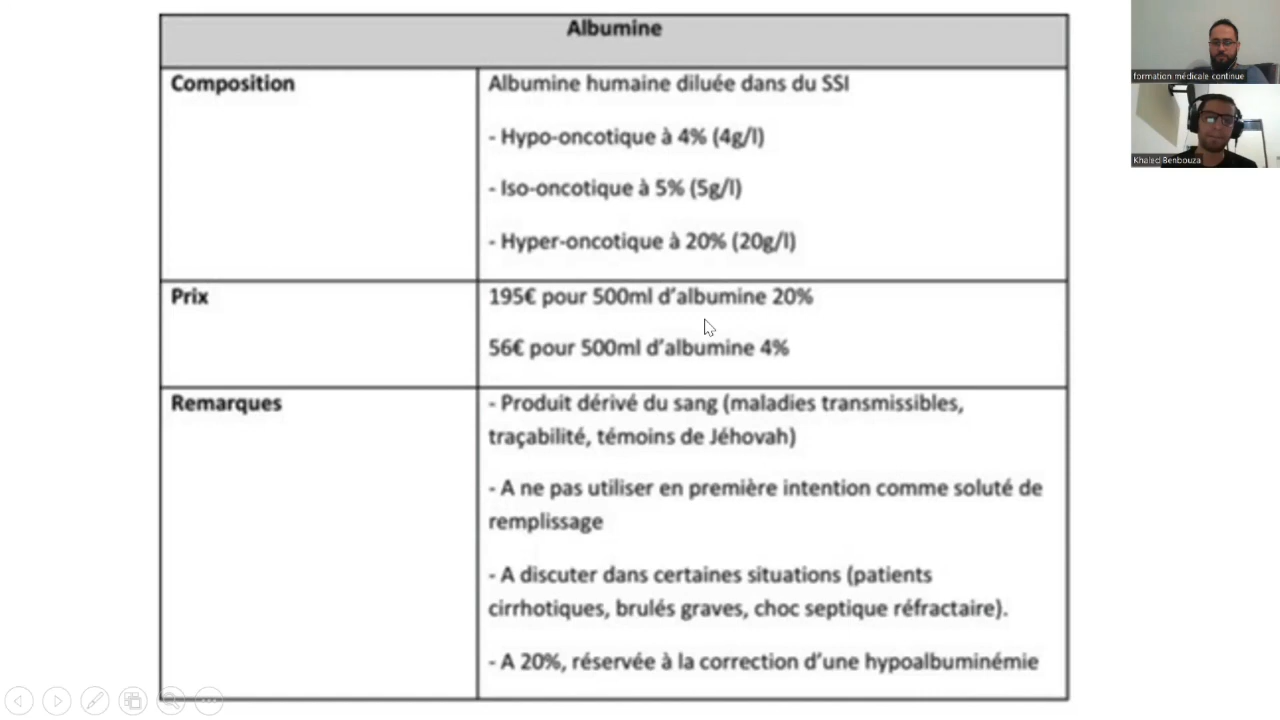 Albumine
Composition
Albumine humaine diluée dans du SSI
- Hypo-oncotique à 4% (4g/l)
- Iso-oncotique à 5% (5g/l)
- Hyper-oncotique à 20% (20g/l)
Prix
195€ pour 500ml d'albumine 20%
56€ pour 500ml d'albumine 4%
Remarques
- Produit dérivé du sang (maladies transmissibles,
traçabilité, témoins de Jéhovah)
- A ne pas utiliser en première intention comme soluté de
remplissage
- A discuter dans certaines situations (patients
cirrhotiques, brulés graves, choc septique réfractaire).
- A 20%, réservée à la correction d'une hypoalbuminémie
formation médicale continue
Khaled Benbouza